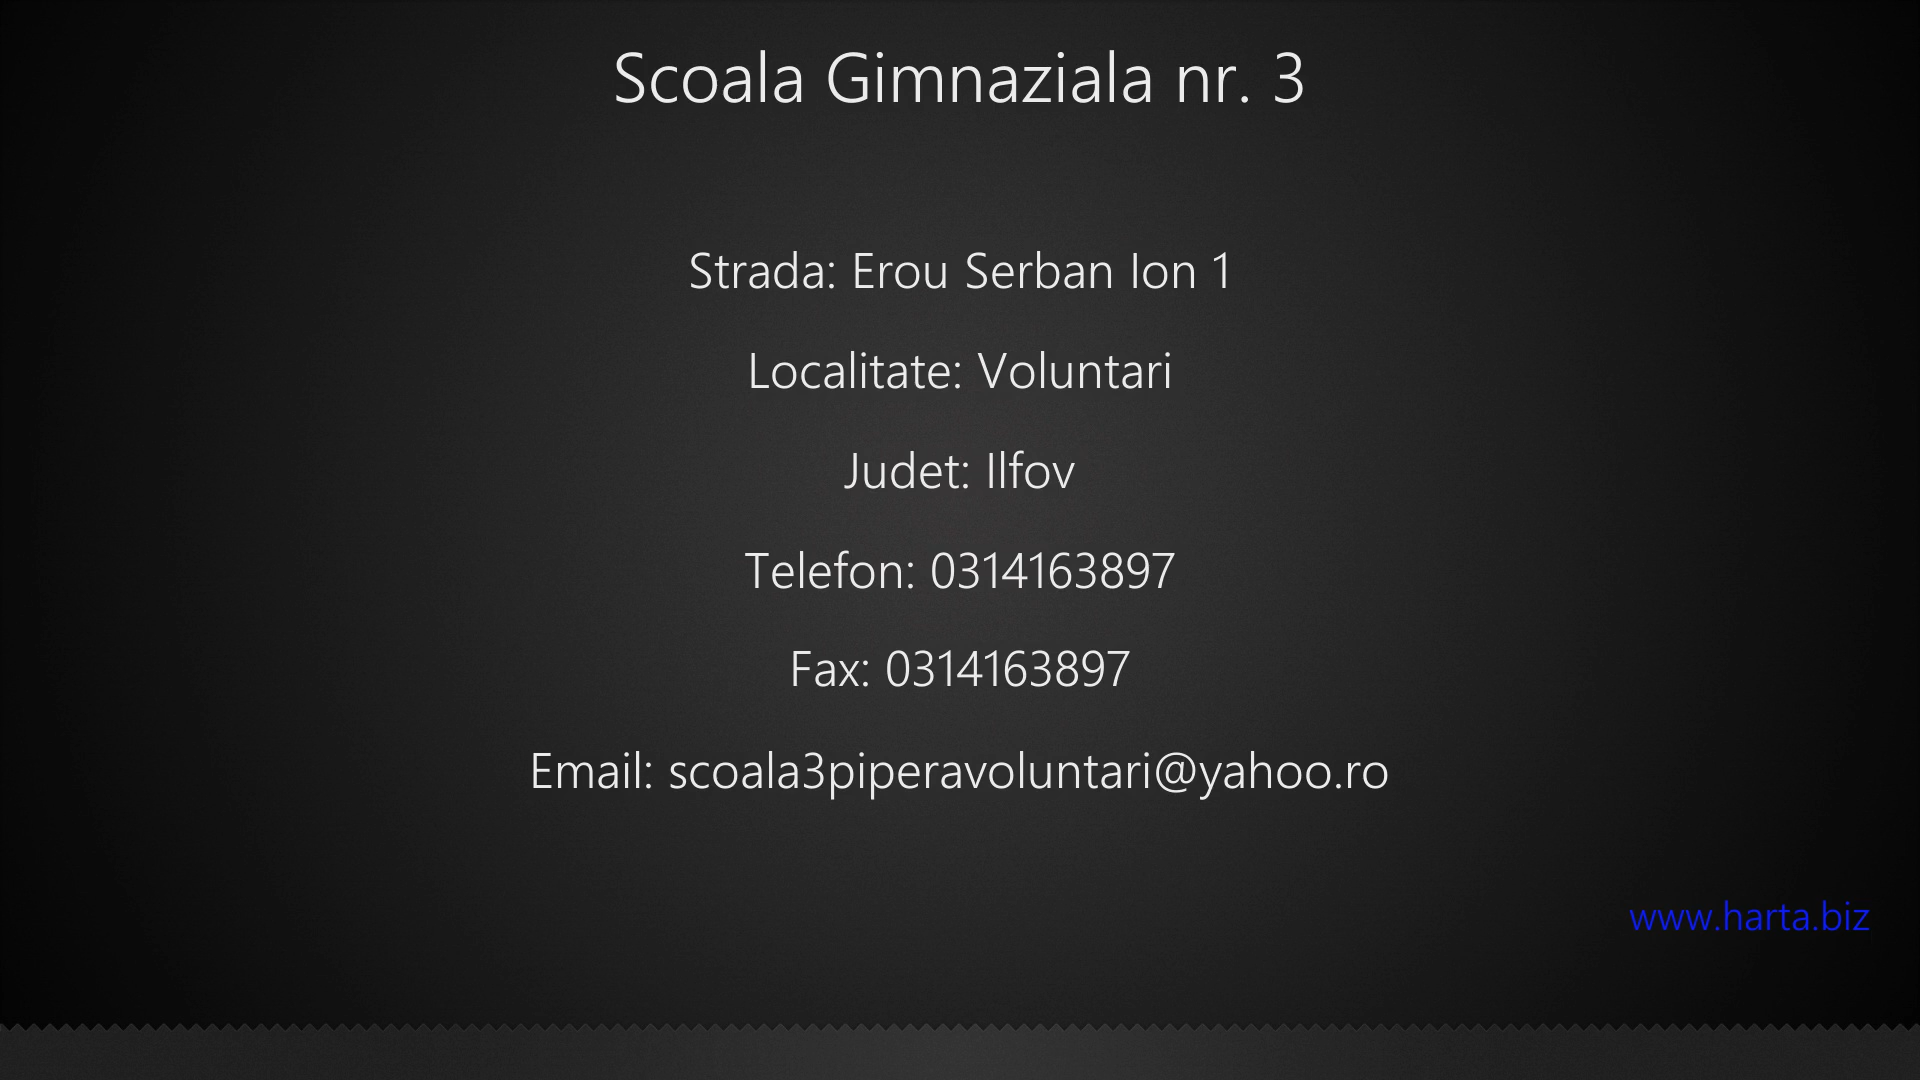 Scoala Gimnaziala nr. 3
Strada: Erou Serban Ion 1
Localitate: Voluntari
Judet: Ilfov
Telefon: 0314163897
Fax: 0314163897
Email: scoala3piperavoluntari@yahoo.ro
www.harta.biz